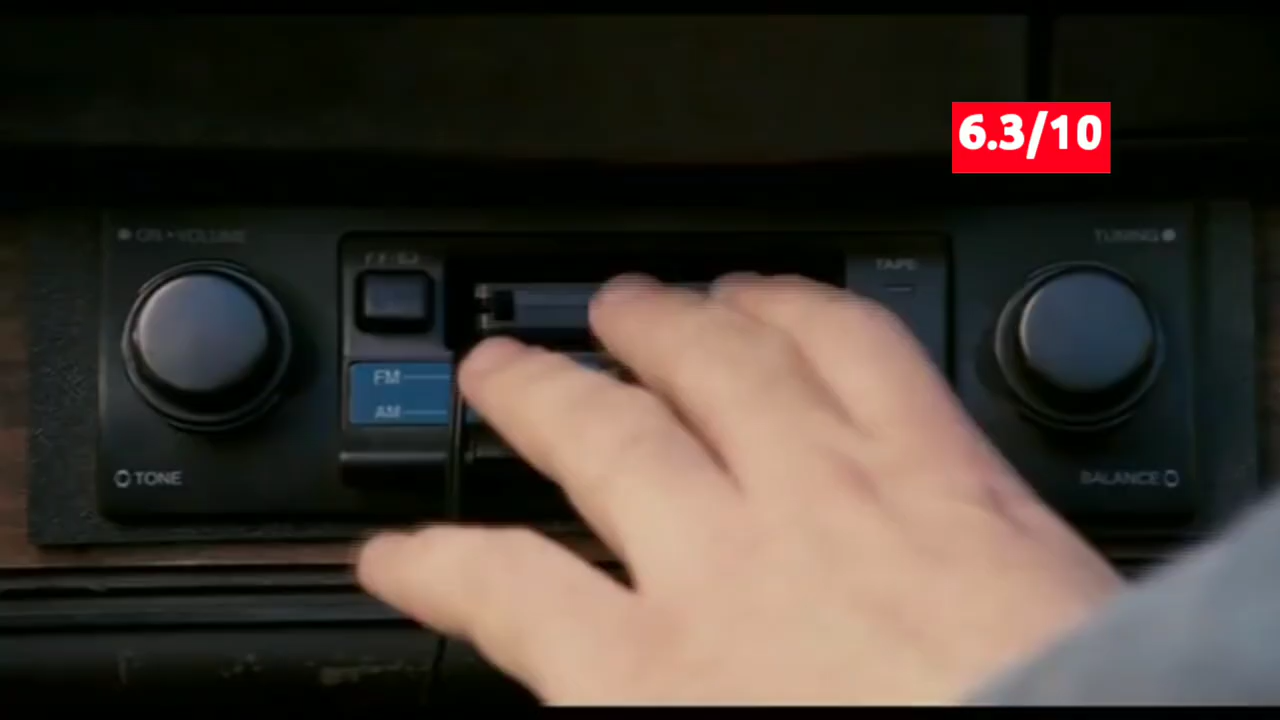 6.3/10
ON • VOLUME
TUNING
TAPE
FM
AM
TONE
BALANCE